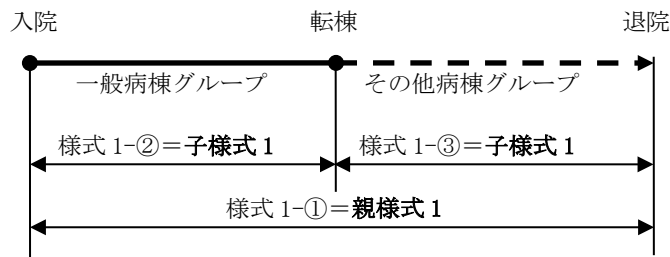 入院 転棟 退院
一般病棟グループ その他病棟グループ
様式 1-②＝子様式 1 様式 1-③＝子様式 1
様式 1-①＝親様式 1